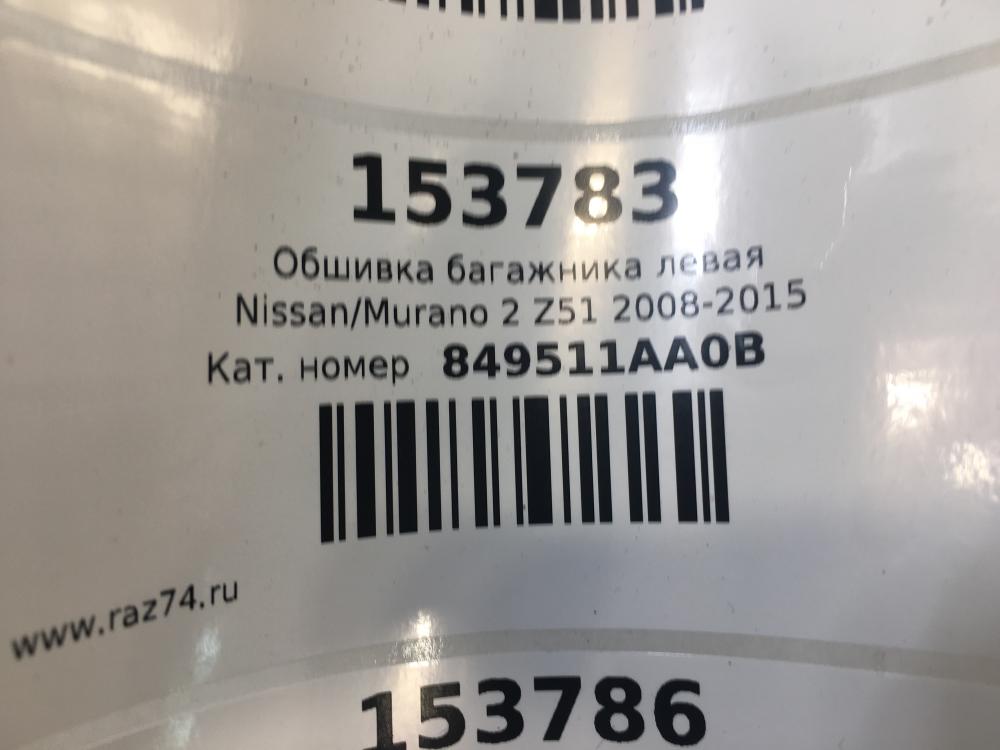 153783
Обшивка багажника левая
Nissan/Murano 2 Z51 2008-2015
Кат. номер 849511AA0B
www.raz74.ru
153786